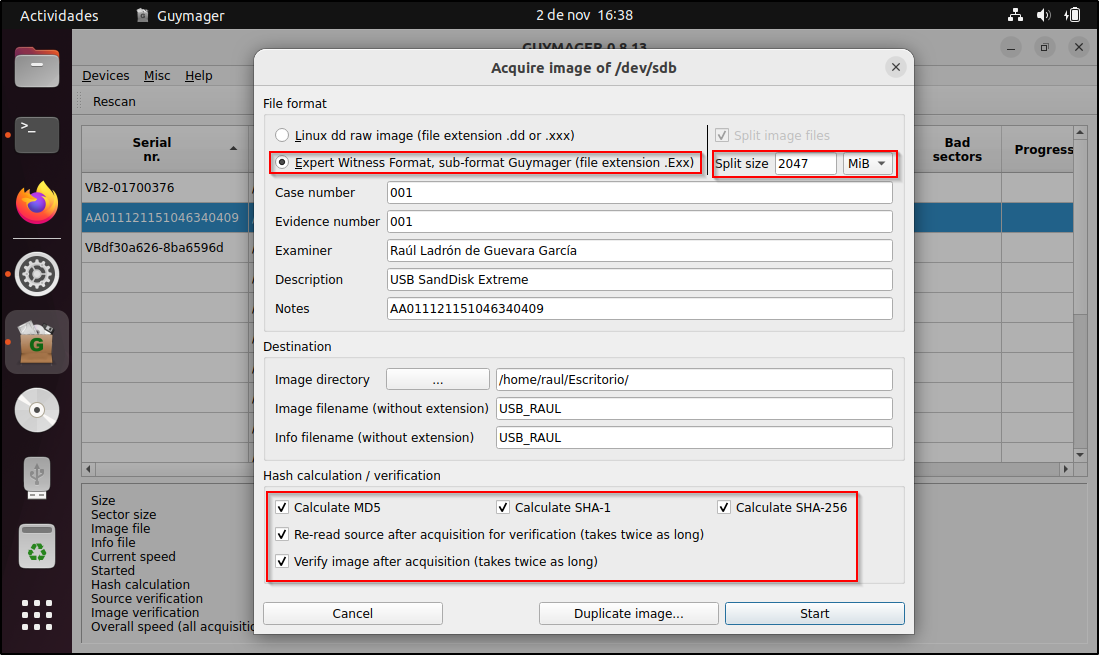 Actividades Guymager 2 de nov 16:38
GUYMAGER 0.8.13
Devices Misc Help
Rescan
Serial nr. Bad sectors Progress
VB2-01700376
AA011121151046340409
VBdf30a626-8ba6596d
Size
Sector size
Image file
Info file
Current speed
Started
Hash calculation
Source verification
Image verification
Overall speed (all
Acquire image of /dev/sdb
File format
Linux dd raw image (file extension .dd or .xxx) Split image files
Expert Witness Format, sub-format Guymager (file extension .Exx) Split size 2047 MiB
Case number 001
Evidence number 001
Examiner Raúl Ladrón de Guevara García
Description USB SandDisk Extreme
Notes AA011121151046340409
Destination
Image directory ... /home/raul/Escritorio/
Image filename (without extension) USB_RAUL
Info filename (without extension) USB_RAUL
Hash calculation / verification
Calculate MD5 Calculate SHA-1 Calculate SHA-256
Re-read source after acquisition for verification (takes twice as long)
Verify image after acquisition (takes twice as long)
Cancel Duplicate image... Start